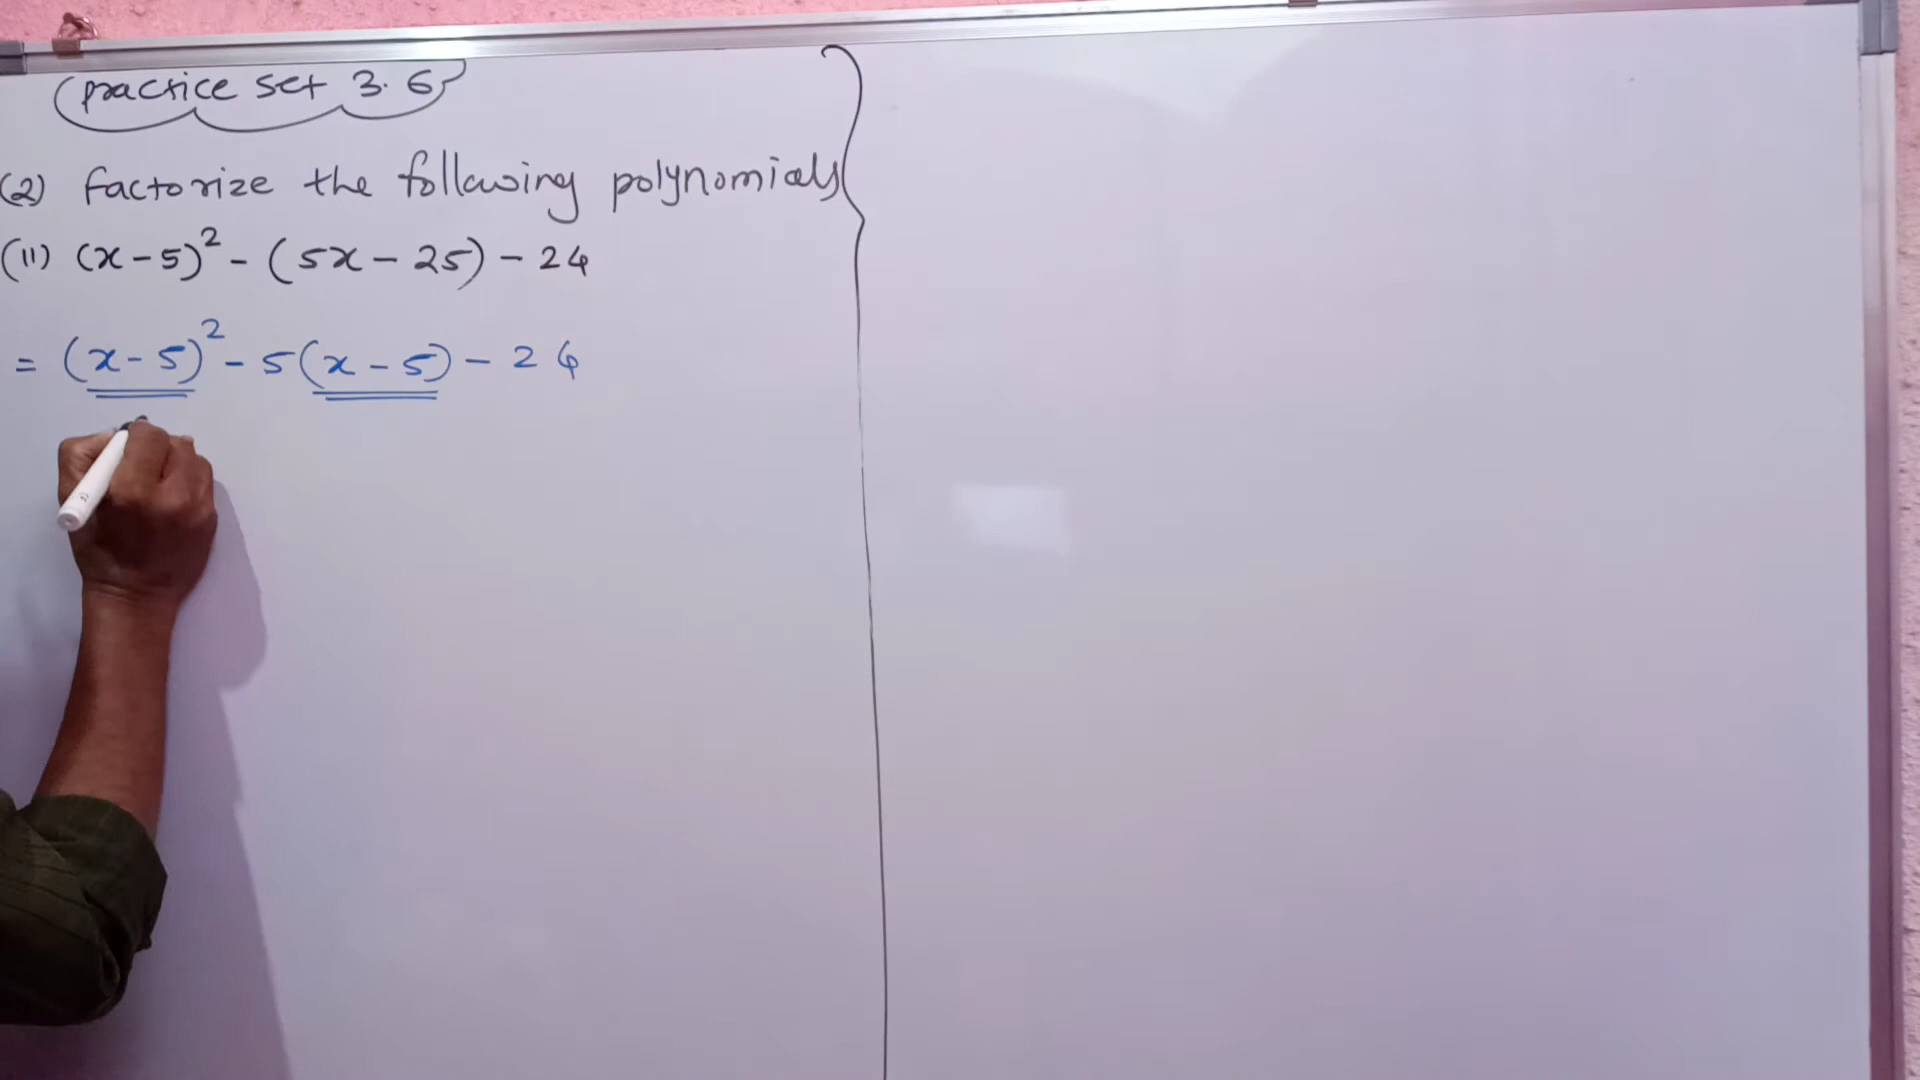 practice set 3.6
(2) factorize the following polynomials
(ii) (x-5)² - (5x - 25) - 24
= (x-5)² - 5(x-5) - 24